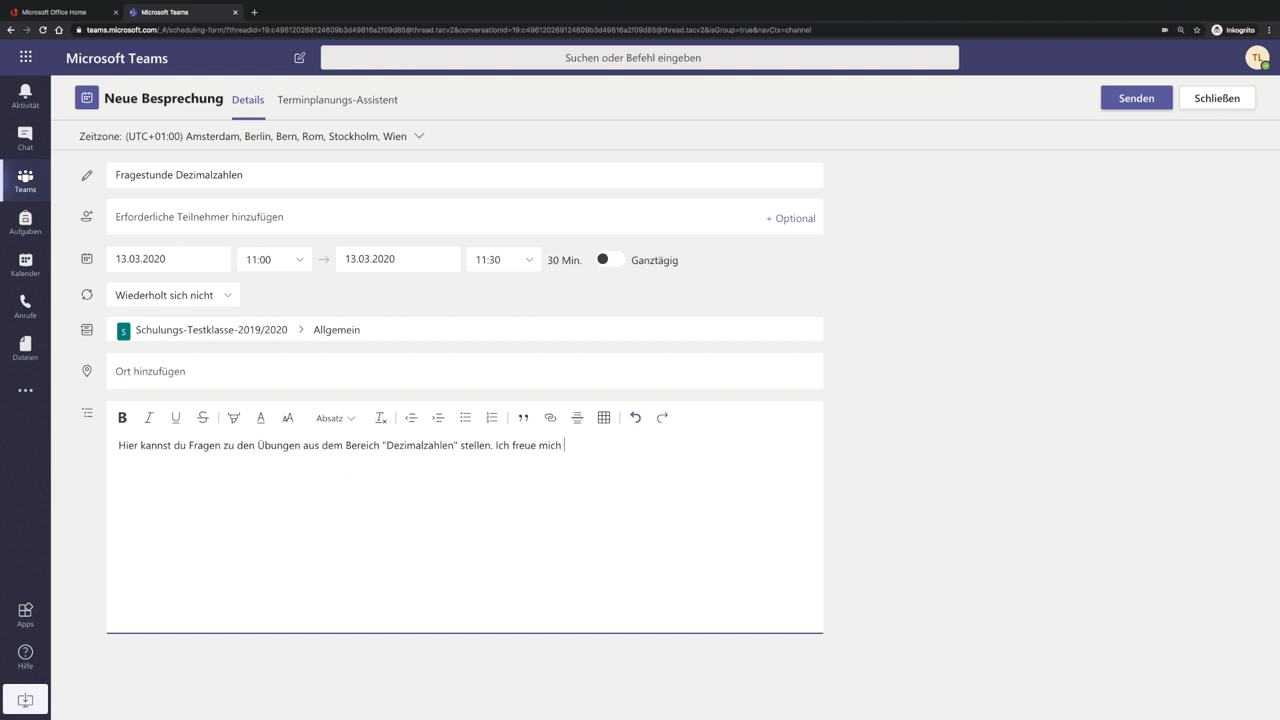 Microsoft Office Home
Microsoft Teams
teams.microsoft.com/_#/scheduling-form/?threadId=19:c496120269124609b3d49816a2f09d85@thread.tacv2&conversationId=19:c496120269124609b3d49816a2f09d85@thread.tacv2&isGroup=true&navCtx=channel
Inkognito
Microsoft Teams
Suchen oder Befehl eingeben
TL
Aktivität
Chat
Teams
Aufgaben
Kalender
Anrufe
Dateien
Apps
Hilfe
Neue Besprechung Details Terminplanungs-Assistent
Senden
Schließen
Zeitzone: (UTC+01:00) Amsterdam, Berlin, Bern, Rom, Stockholm, Wien
Fragestunde Dezimalzahlen
Erforderliche Teilnehmer hinzufügen
+ Optional
13.03.2020 11:00 → 13.03.2020 11:30 30 Min. Ganztägig
Wiederholt sich nicht
S Schulungs-Testklasse-2019/2020 > Allgemein
Ort hinzufügen
B I U S A AA Absatz
Hier kannst du Fragen zu den Übungen aus dem Bereich "Dezimalzahlen" stellen. Ich freue mich